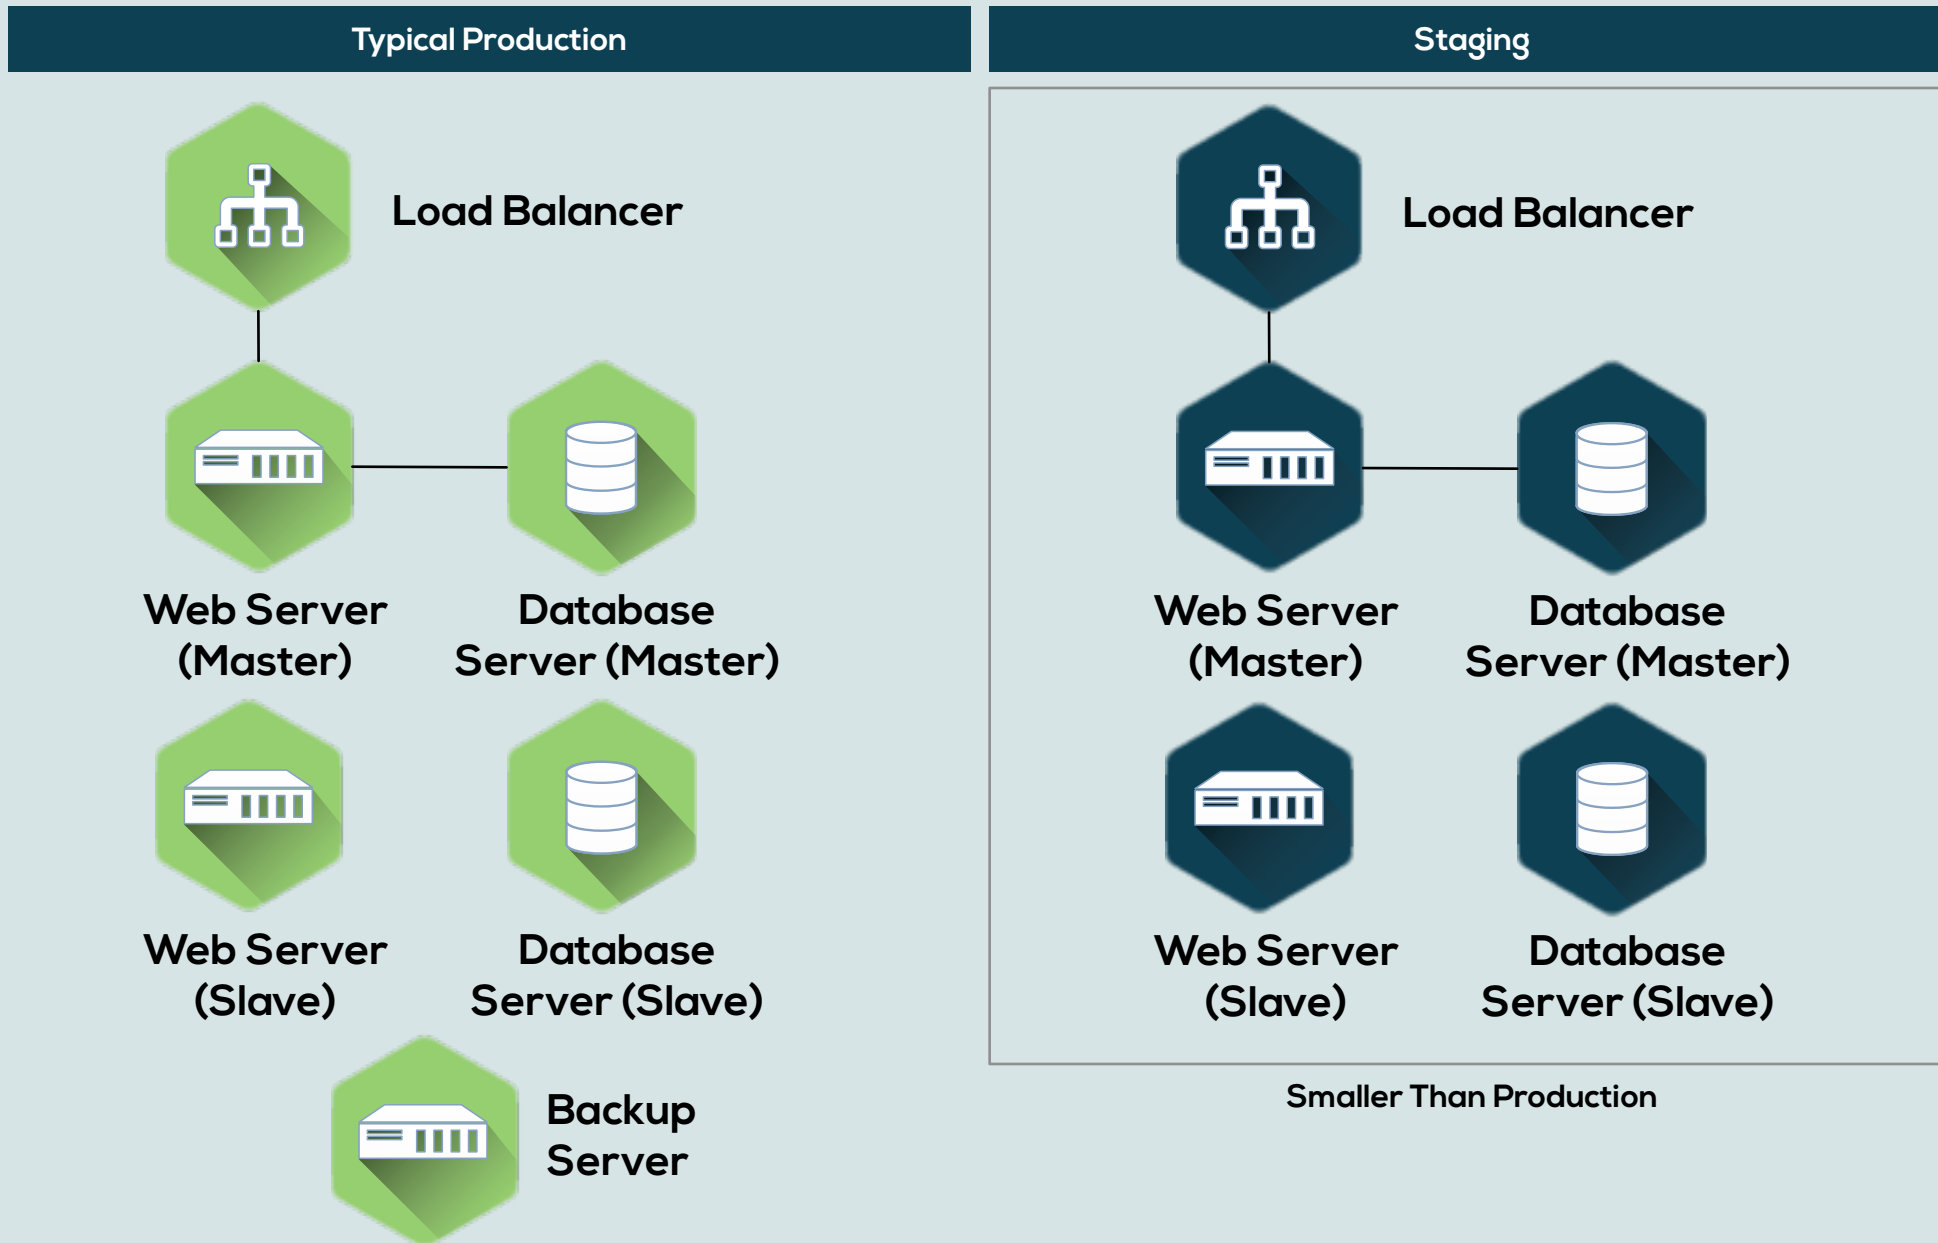 Typical Production
Load Balancer
Web Server
(Master)
Database
Server (Master)
Web Server
(Slave)
Database
Server (Slave)
Backup
Server
Staging
Load Balancer
Web Server
(Master)
Database
Server (Master)
Web Server
(Slave)
Database
Server (Slave)
Smaller Than Production